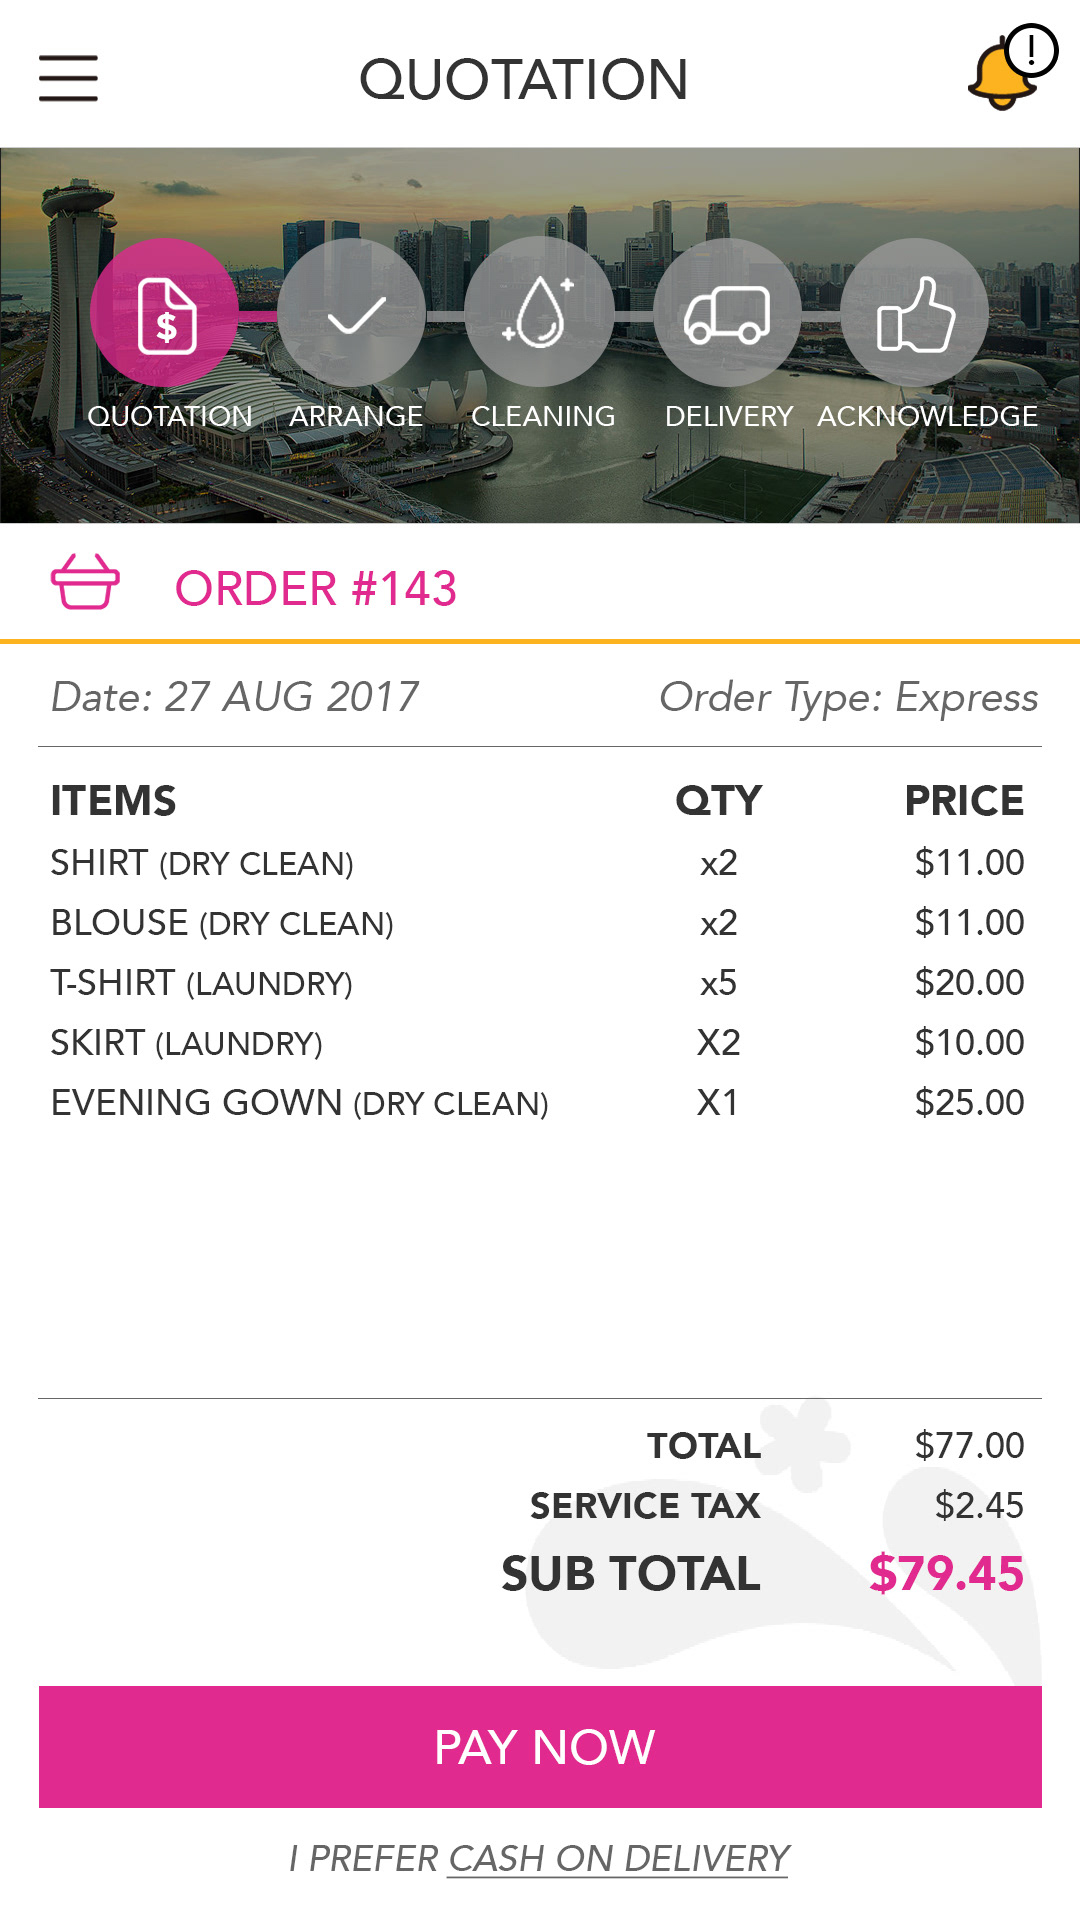 QUOTATION
!
$
QUOTATION ARRANGE CLEANING DELIVERY ACKNOWLEDGE
ORDER #143
Date: 27 AUG 2017 Order Type: Express
ITEMS QTY PRICE
SHIRT (DRY CLEAN) x2 $11.00
BLOUSE (DRY CLEAN) x2 $11.00
T-SHIRT (LAUNDRY) x5 $20.00
SKIRT (LAUNDRY) X2 $10.00
EVENING GOWN (DRY CLEAN) X1 $25.00
TOTAL $77.00
SERVICE TAX $2.45
SUB TOTAL $79.45
PAY NOW
I PREFER CASH ON DELIVERY